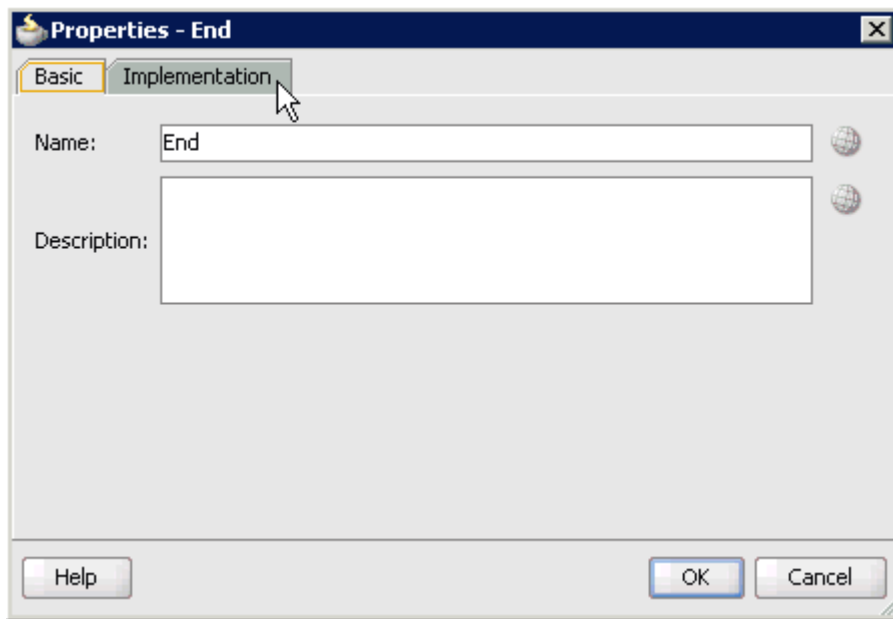 Properties - End
Basic Implementation
Name: End
Description:
Help OK Cancel